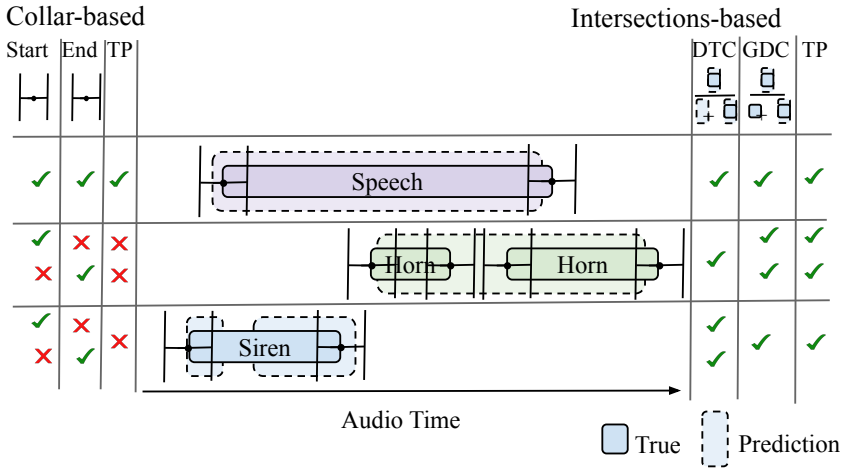 Collar-based
Intersections-based
Start End TP
DTC GDC TP
+ +
Speech
Horn Horn
Siren
Audio Time
True Prediction